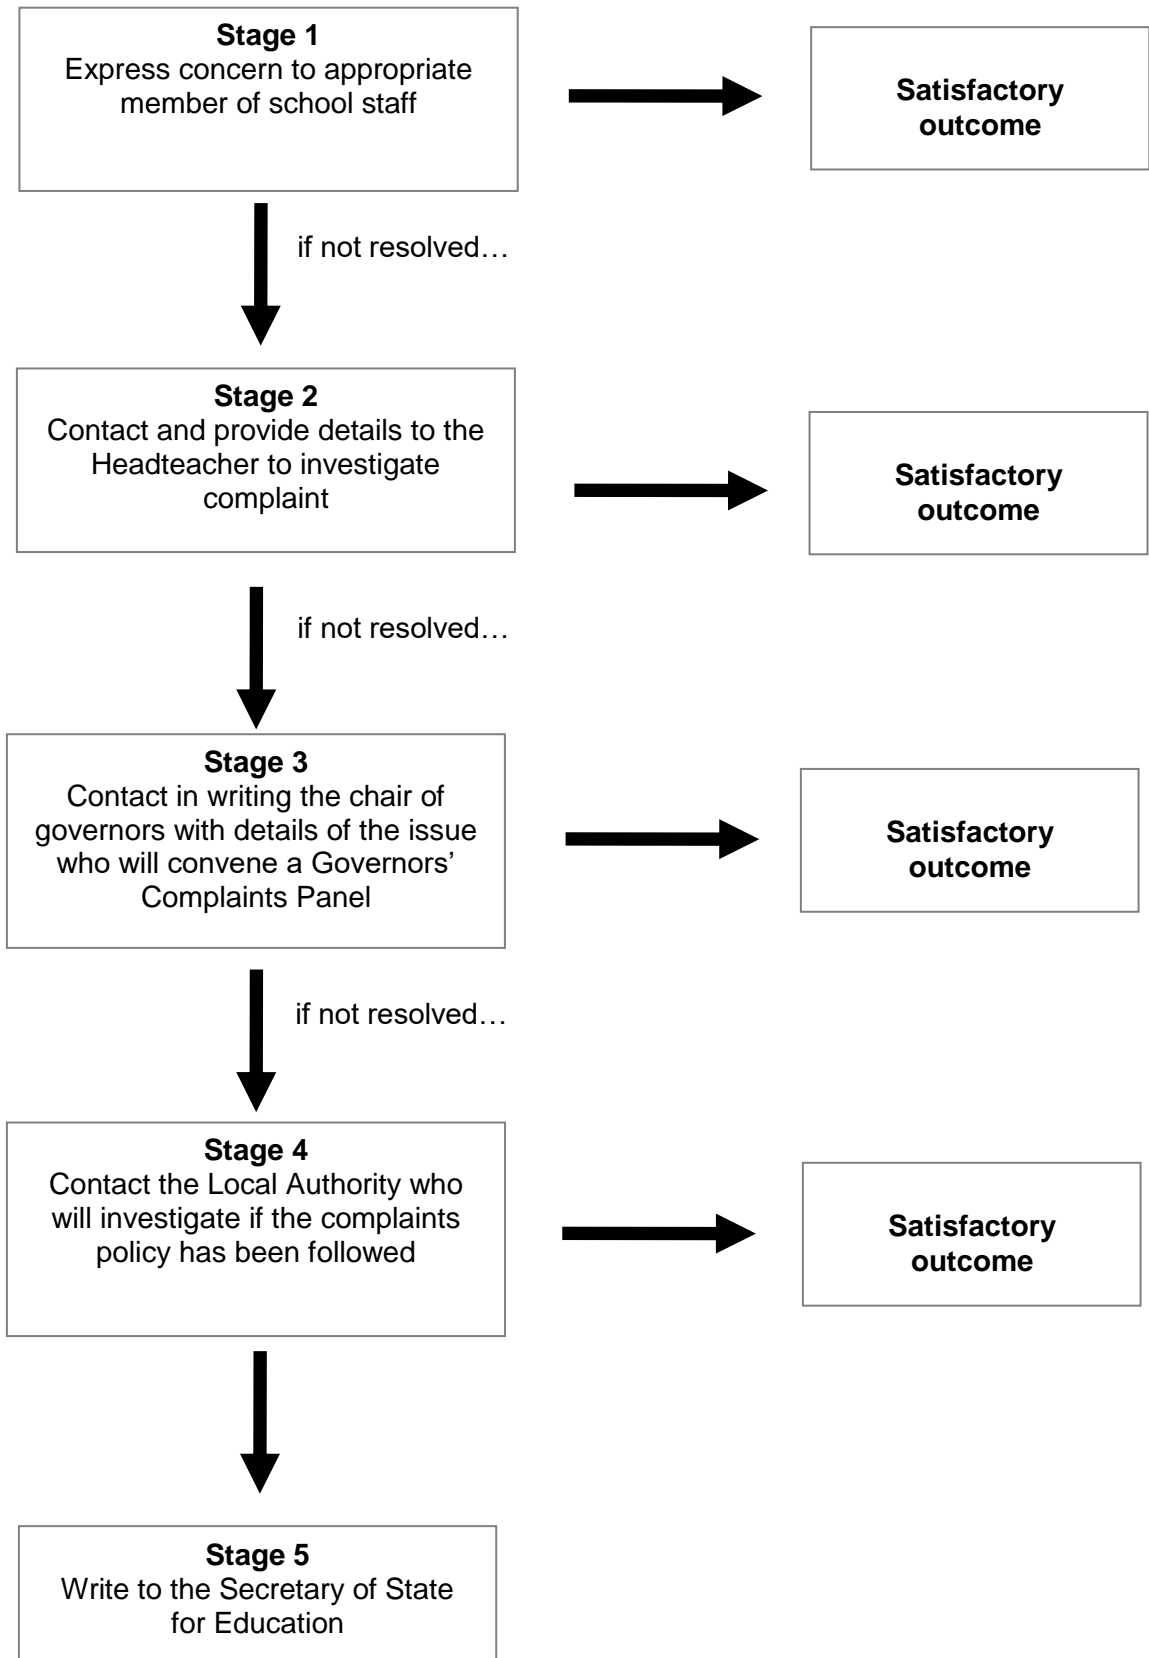 Stage 1
Express concern to appropriate
member of school staff
Satisfactory
outcome
if not resolved…
Stage 2
Contact and provide details to the
Headteacher to investigate
complaint
Satisfactory
outcome
if not resolved…
Stage 3
Contact in writing the chair of
governors with details of the issue
who will convene a Governors’
Complaints Panel
Satisfactory
outcome
if not resolved…
Stage 4
Contact the Local Authority who
will investigate if the complaints
policy has been followed
Satisfactory
outcome
Stage 5
Write to the Secretary of State
for Education